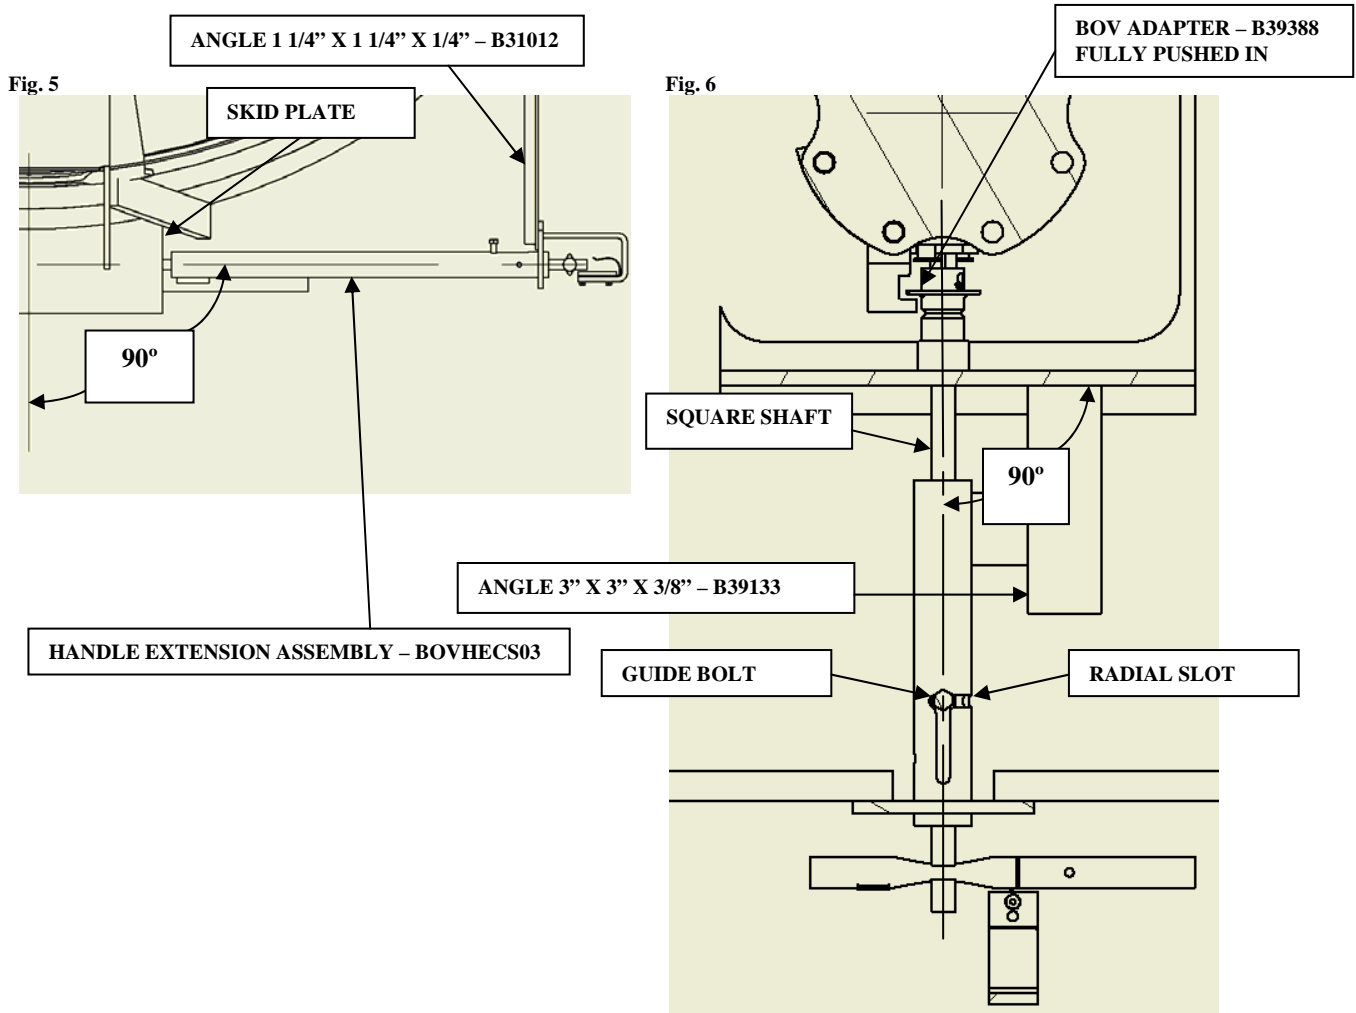 ANGLE 1 1/4” X 1 1/4” X 1/4” – B31012
BOV ADAPTER – B39388
FULLY PUSHED IN
Fig. 5
Fig. 6
SKID PLATE
90º
SQUARE SHAFT
90º
ANGLE 3” X 3” X 3/8” – B39133
HANDLE EXTENSION ASSEMBLY – BOVHECS03
GUIDE BOLT
RADIAL SLOT